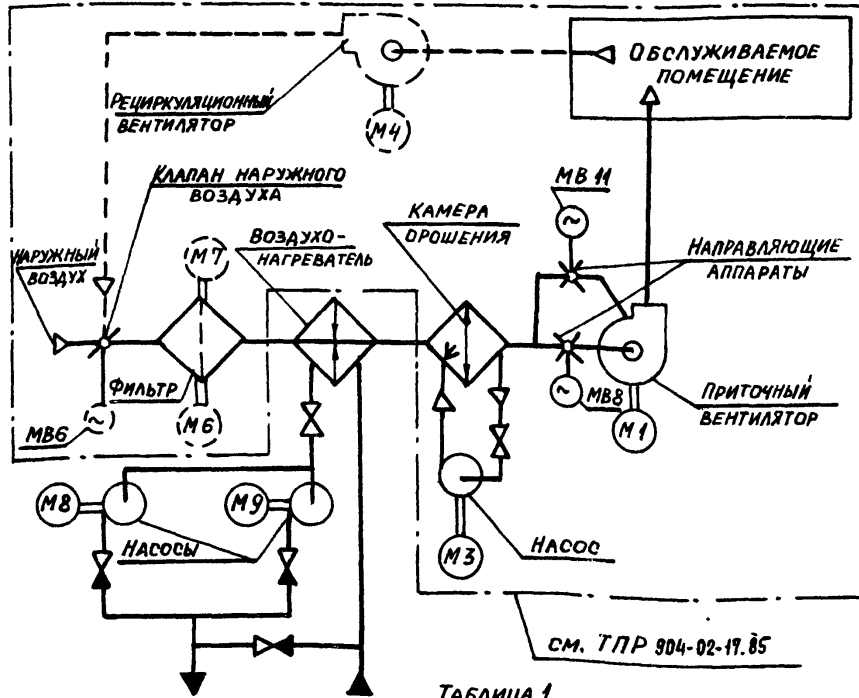 ОБСЛУЖИВАЕМОЕ
ПОМЕЩЕНИЕ
РЕЦИРКУЛЯЦИОННЫЙ
ВЕНТИЛЯТОР
М4
КЛАПАН НАРУЖНОГО
ВОЗДУХА
МВ 11
~
КАМЕРА
ОРОШЕНИЯ
НАРУЖНЫЙ
ВОЗДУХ
М7
ВОЗДУХО-
НАГРЕВАТЕЛЬ
НАПРАВЛЯЮЩИЕ
АППАРАТЫ
ФИЛЬТР
~
МВ6
М6
~
МВ8
М1
ПРИТОЧНЫЙ
ВЕНТИЛЯТОР
М8
М9
НАСОСЫ
М3
НАСОС
СМ. ТПР 904-02-17.85
ТАБЛИЦА 1